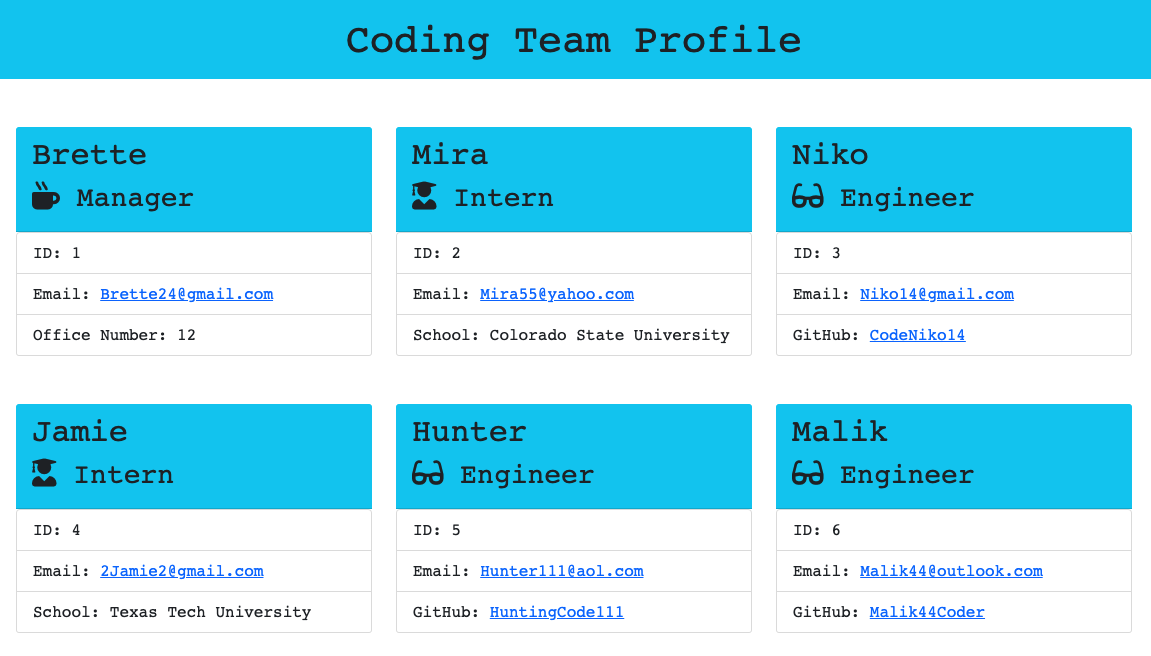 Coding Team Profile
Brette
Manager
ID: 1
Email: Brette24@gmail.com
Office Number: 12
Mira
Intern
ID: 2
Email: Mira55@yahoo.com
School: Colorado State University
Niko
Engineer
ID: 3
Email: Niko14@gmail.com
GitHub: CodeNiko14
Jamie
Intern
ID: 4
Email: 2Jamie2@gmail.com
School: Texas Tech University
Hunter
Engineer
ID: 5
Email: Hunter111@aol.com
GitHub: HuntingCode111
Malik
Engineer
ID: 6
Email: Malik44@outlook.com
GitHub: Malik44Coder